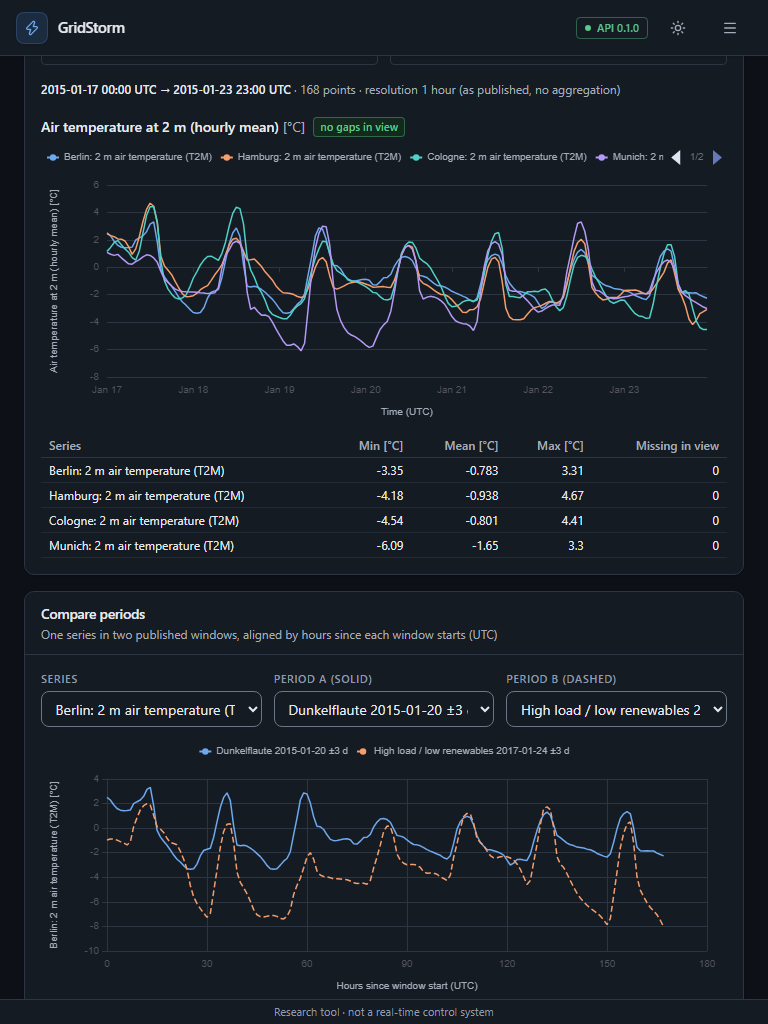 GridStorm
API 0.1.0
2015-01-17 00:00 UTC → 2015-01-23 23:00 UTC · 168 points · resolution 1 hour (as published, no aggregation)
Air temperature at 2 m (hourly mean) [°C] no gaps in view
Berlin: 2 m air temperature (T2M) Hamburg: 2 m air temperature (T2M) Cologne: 2 m air temperature (T2M) Munich: 2 m 1/2
Air temperature at 2 m (hourly mean) [°C]
6
4
2
0
-2
-4
-6
-8
Jan 17 Jan 18 Jan 19 Jan 20 Jan 21 Jan 22 Jan 23
Time (UTC)
Series Min [°C] Mean [°C] Max [°C] Missing in view
Berlin: 2 m air temperature (T2M) -3.35 -0.783 3.31 0
Hamburg: 2 m air temperature (T2M) -4.18 -0.938 4.67 0
Cologne: 2 m air temperature (T2M) -4.54 -0.801 4.41 0
Munich: 2 m air temperature (T2M) -6.09 -1.65 3.3 0
Compare periods
One series in two published windows, aligned by hours since each window starts (UTC)
SERIES PERIOD A (SOLID) PERIOD B (DASHED)
Berlin: 2 m air temperature (T Dunkelflaute 2015-01-20 ±3 High load / low renewables 2
Dunkelflaute 2015-01-20 ±3 d High load / low renewables 2017-01-24 ±3 d
Berlin: 2 m air temperature (T2M) [°C]
4
2
0
-2
-4
-6
-8
-10
0 30 60 90 120 150 180
Hours since window start (UTC)
Research tool · not a real-time control system